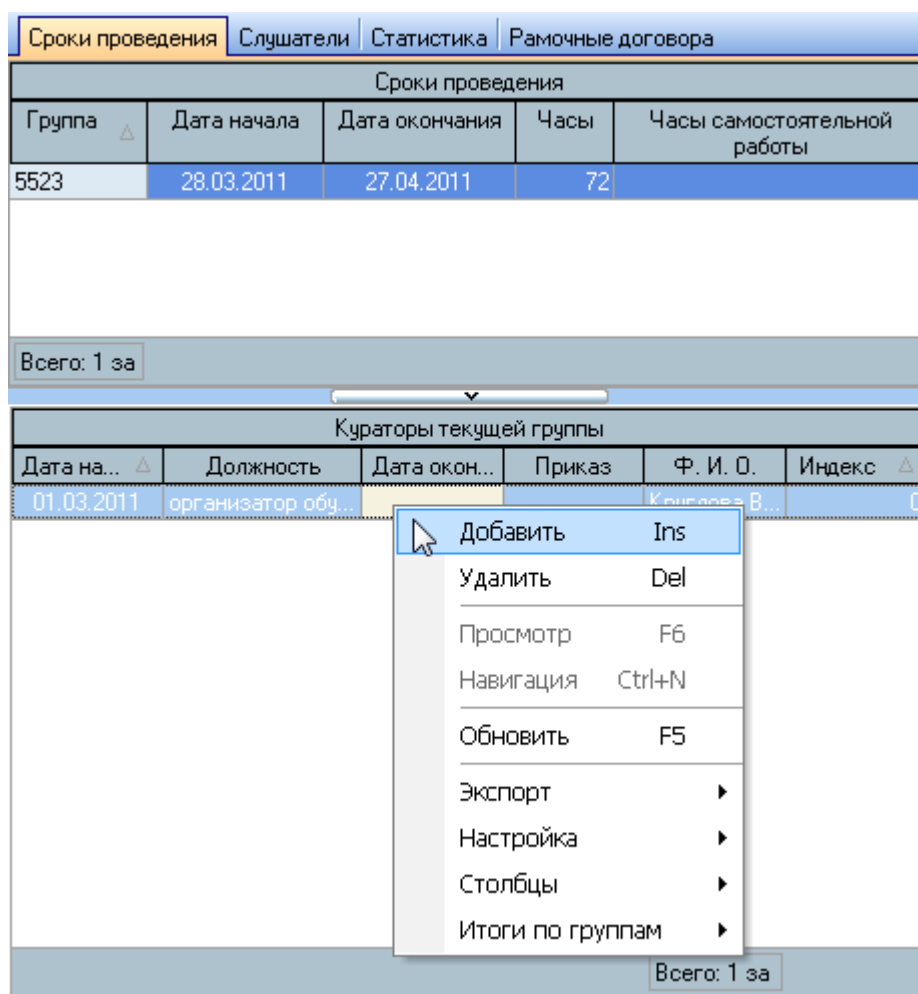 Сроки проведения Слушатели Статистика Рамочные договора
Сроки проведения
Группа Дата начала Дата окончания Часы Часы самостоятельной
работы
5523 28.03.2011 27.04.2011 72
Всего: 1 за
Кураторы текущей группы
Дата на... Должность Дата окон... Приказ Ф. И. О. Индекс
01.03.2011 организатор обу... Круглова В... 0
Добавить Ins
Удалить Del
Просмотр F6
Навигация Ctrl+N
Обновить F5
Экспорт
Настройка
Столбцы
Итоги по группам
Всего: 1 за